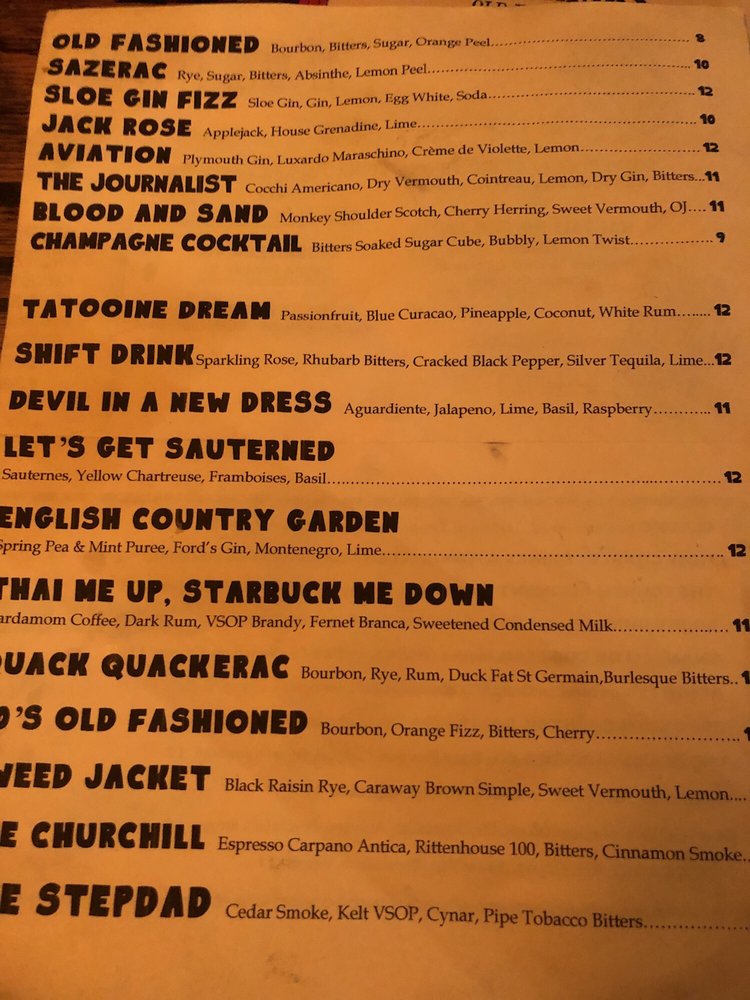 OLD FASHIONED Bourbon, Bitters, Sugar, Orange Peel........................................ 8
SAZERAC Rye, Sugar, Bitters, Absinthe, Lemon Peel........................................ 10
SLOE GIN FIZZ Sloe Gin, Gin, Lemon, Egg White, Soda........................................ 12
JACK ROSE Applejack, House Grenadine, Lime........................................ 10
AVIATION Plymouth Gin, Luxardo Maraschino, Crème de Violette, Lemon......................... 12
THE JOURNALIST Cocchi Americano, Dry Vermouth, Cointreau, Lemon, Dry Gin, Bitters...11
BLOOD AND SAND Monkey Shoulder Scotch, Cherry Herring, Sweet Vermouth, OJ.... 11
CHAMPAGNE COCKTAIL Bitters Soaked Sugar Cube, Bubbly, Lemon Twist................. 9
TATOOINE DREAM Passionfruit, Blue Curacao, Pineapple, Coconut, White Rum........ 12
SHIFT DRINK Sparkling Rose, Rhubarb Bitters, Cracked Black Pepper, Silver Tequila, Lime...12
DEVIL IN A NEW DRESS Aguardiente, Jalapeno, Lime, Basil, Raspberry............ 11
LET'S GET SAUTERNED
Sauternes, Yellow Chartreuse, Framboises, Basil........................................ 12
ENGLISH COUNTRY GARDEN
Spring Pea & Mint Puree, Ford's Gin, Montenegro, Lime........................................ 12
THAI ME UP, STARBUCK ME DOWN
ardamom Coffee, Dark Rum, VSOP Brandy, Fernet Branca, Sweetened Condensed Milk................. 11
QUACK QUACKERAC Bourbon, Rye, Rum, Duck Fat St Germain,Burlesque Bitters.. 1
'S OLD FASHIONED Bourbon, Orange Fizz, Bitters, Cherry........................................
WEED JACKET Black Raisin Rye, Caraway Brown Simple, Sweet Vermouth, Lemon....
E CHURCHILL Espresso Carpano Antica, Rittenhouse 100, Bitters, Cinnamon Smoke..
E STEPDAD Cedar Smoke, Kelt VSOP, Cynar, Pipe Tobacco Bitters......................